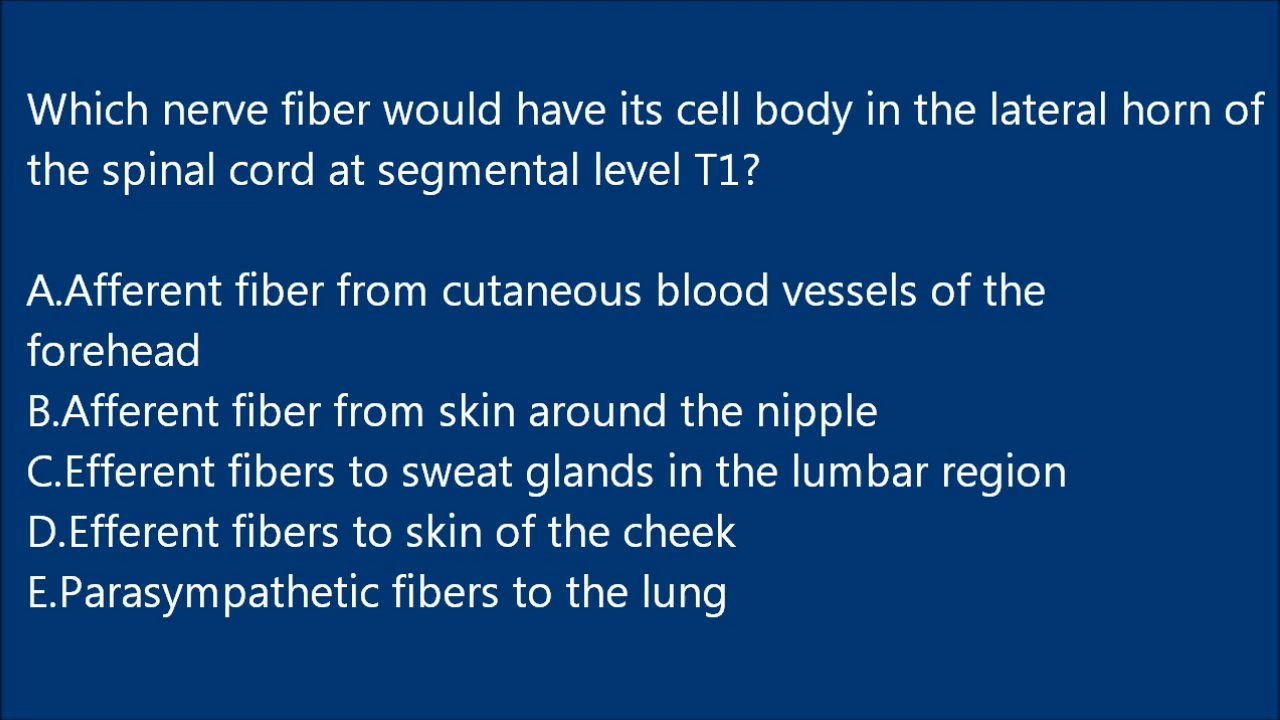 Which nerve fiber would have its cell body in the lateral horn of
the spinal cord at segmental level T1?
A.Afferent fiber from cutaneous blood vessels of the
forehead
B.Afferent fiber from skin around the nipple
C.Efferent fibers to sweat glands in the lumbar region
D.Efferent fibers to skin of the cheek
E.Parasympathetic fibers to the lung